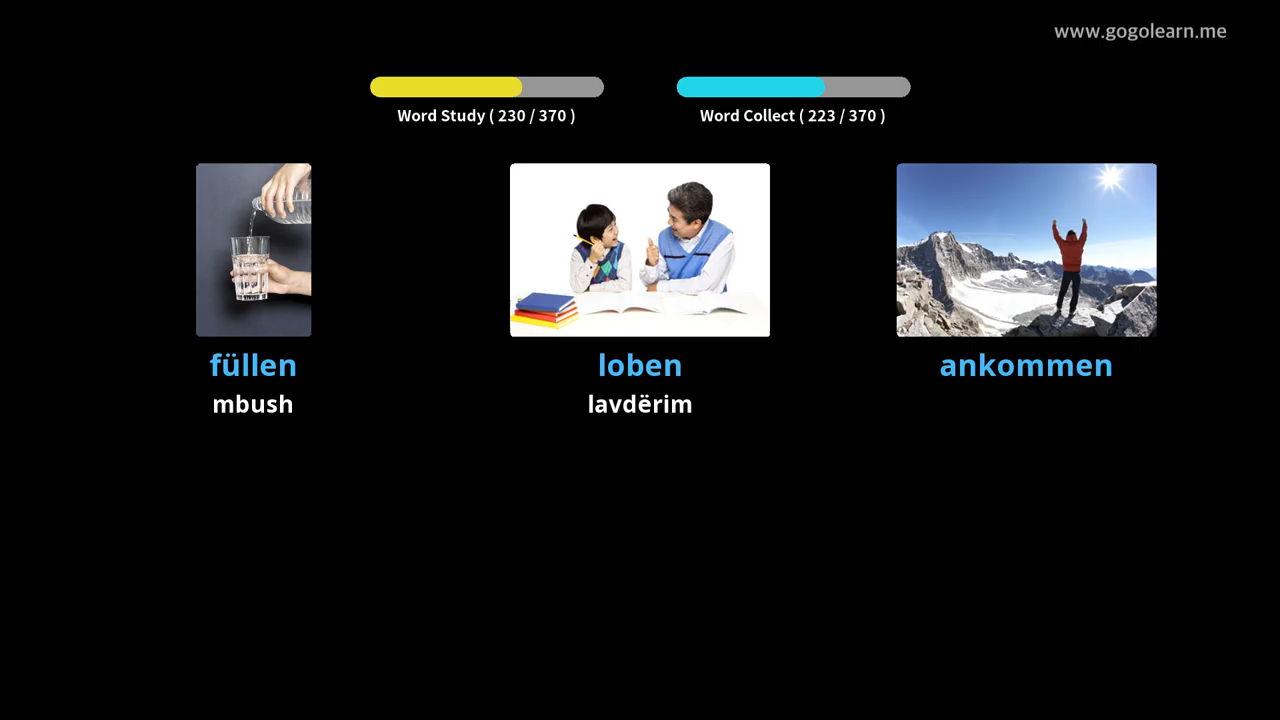 www.gogolearn.me
Word Study ( 230 / 370 )
Word Collect ( 223 / 370 )
füllen
loben
ankommen
mbush
lavdërim